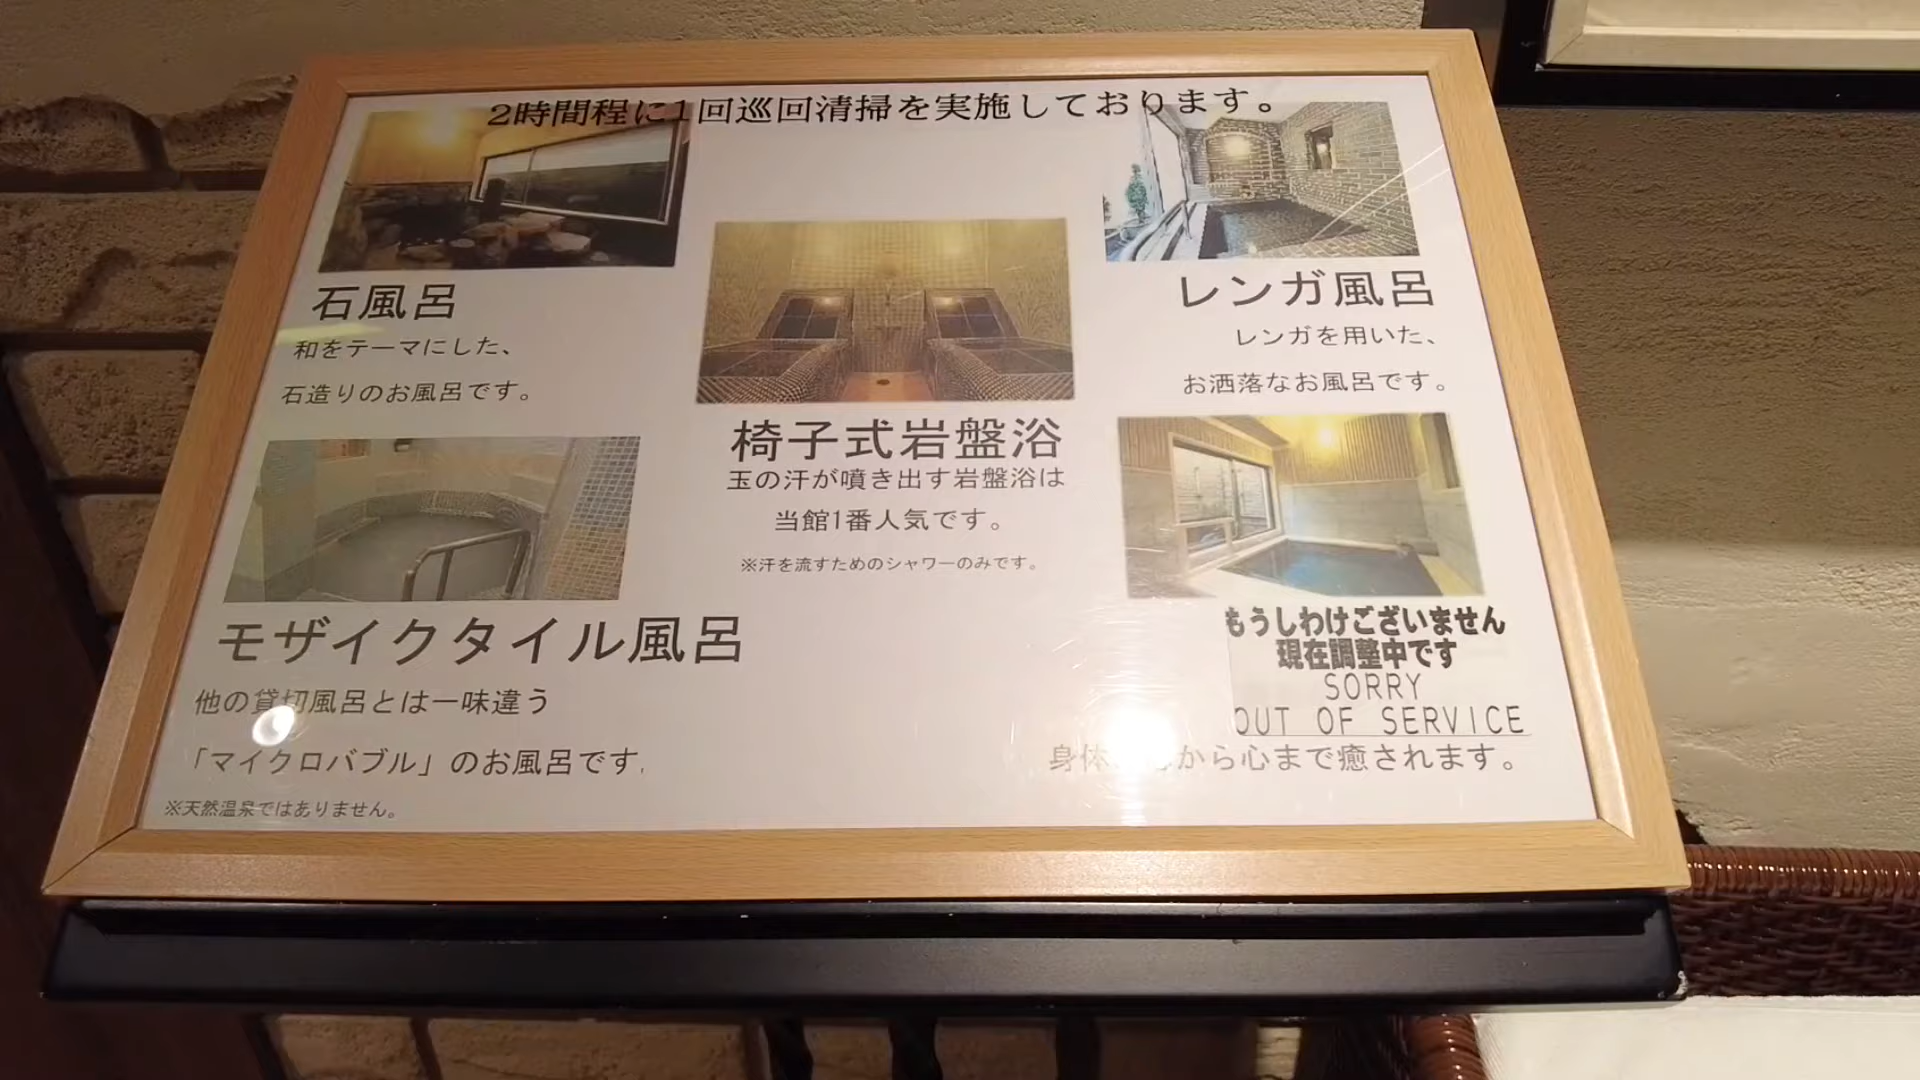 2時間程に1回巡回清掃を実施しております。
石風呂
和をテーマにした、
石造りのお風呂です。
レンガ風呂
レンガを用いた、
お洒落なお風呂です。
椅子式岩盤浴
玉の汗が噴き出す岩盤浴は
当館1番人気です。
※汗を流すためのシャワーのみです。
モザイクタイル風呂
他の貸切風呂とは一味違う
「マイクロバブル」のお風呂です.
※天然温泉ではありません。
もうしわけございません
現在調整中です
SORRY
OUT OF SERVICE
身体 から心まで癒されます。